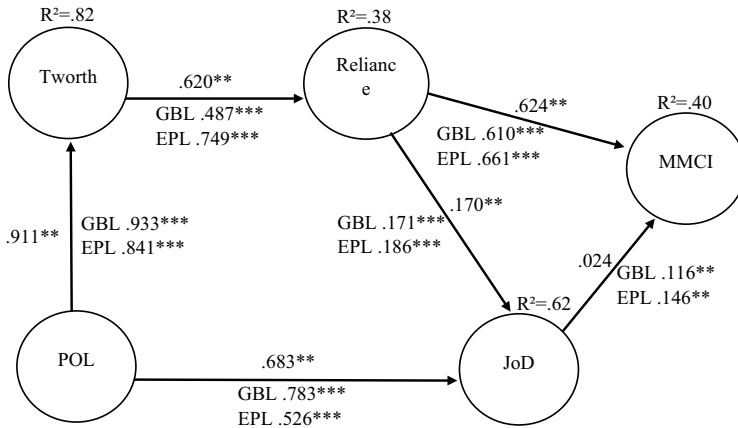 R²=.82
R²=.38
Tworth
.620**
GBL .487***
EPL .749***
Relianc
e
.624**
GBL .610***
EPL .661***
R²=.40
MMCI
.911**
GBL .933***
EPL .841***
GBL .171***
EPL .186***
.170**
.024
GBL .116**
EPL .146**
R²=.62
POL
.683**
GBL .783***
EPL .526***
JoD